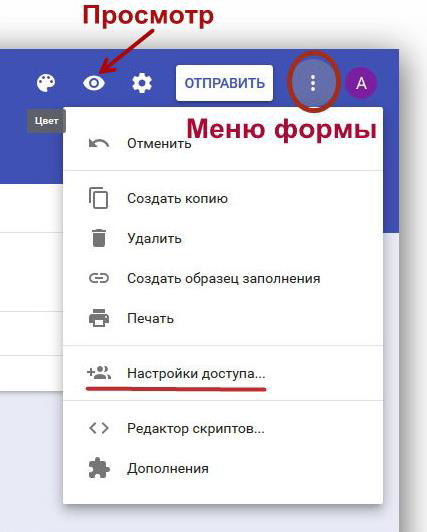 Просмотр
ОТПРАВИТЬ
А
Цвет
Меню формы
Отменить
Создать копию
Удалить
Создать образец заполнения
Печать
Настройки доступа...
Редактор скриптов...
Дополнения